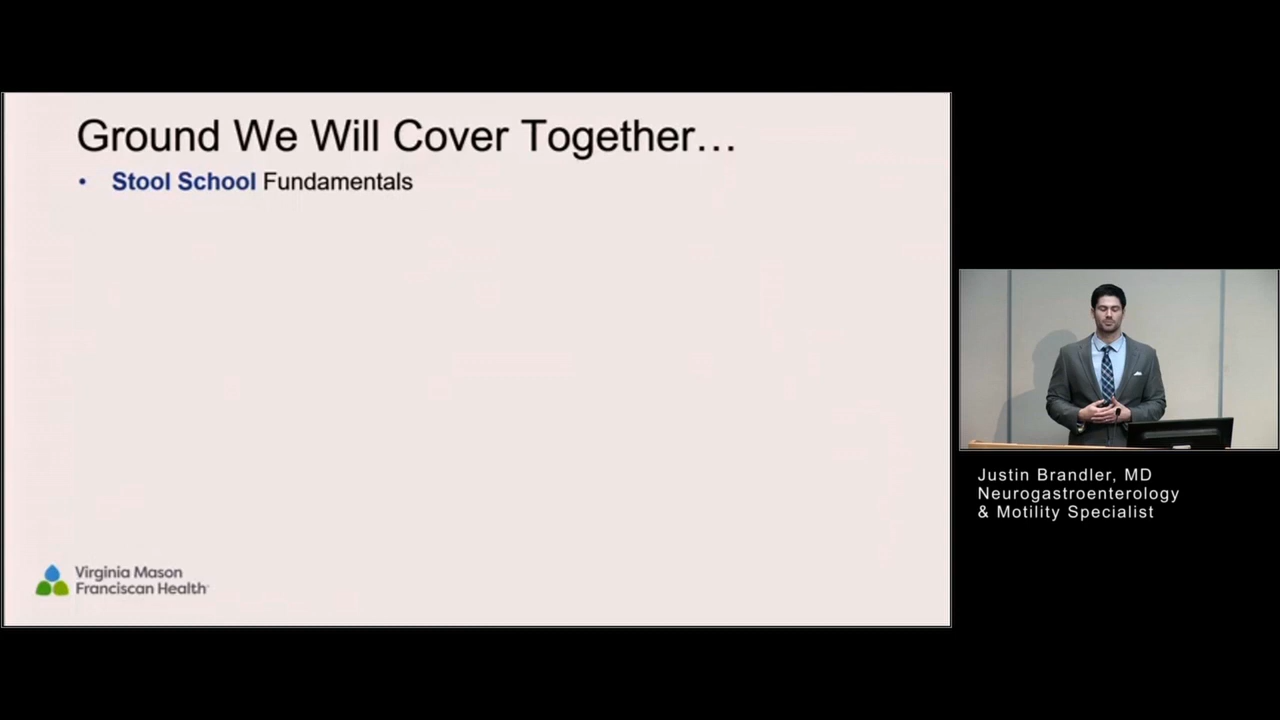 Ground We Will Cover Together…
• Stool School Fundamentals
Virginia Mason
Franciscan Health
Justin Brandler, MD
Neurogastroenterology
& Motility Specialist